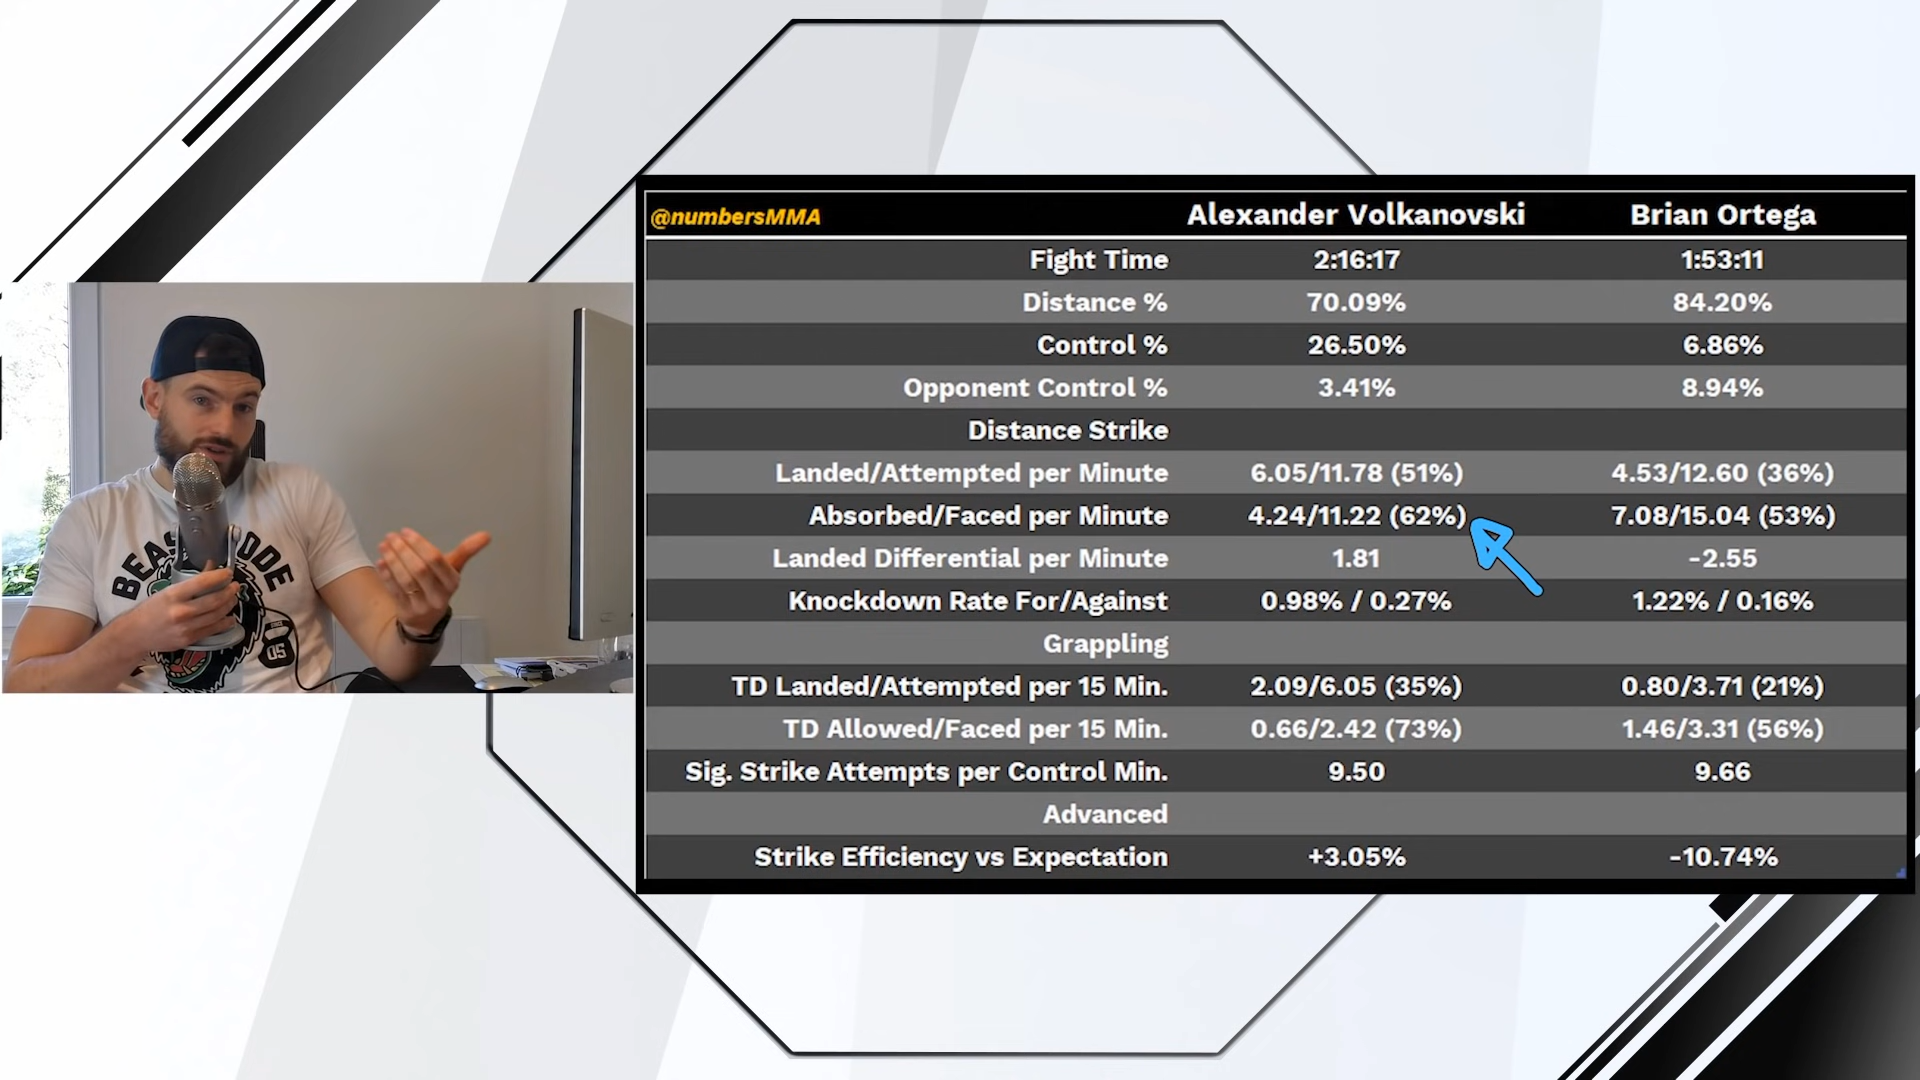 @numbersMMA Alexander Volkanovski Brian Ortega
Fight Time 2:16:17 1:53:11
Distance % 70.09% 84.20%
Control % 26.50% 6.86%
Opponent Control % 3.41% 8.94%
Distance Strike
Landed/Attempted per Minute 6.05/11.78 (51%) 4.53/12.60 (36%)
Absorbed/Faced per Minute 4.24/11.22 (62%) 7.08/15.04 (53%)
Landed Differential per Minute 1.81 -2.55
Knockdown Rate For/Against 0.98% / 0.27% 1.22% / 0.16%
Grappling
TD Landed/Attempted per 15 Min. 2.09/6.05 (35%) 0.80/3.71 (21%)
TD Allowed/Faced per 15 Min. 0.66/2.42 (73%) 1.46/3.31 (56%)
Sig. Strike Attempts per Control Min. 9.50 9.66
Advanced
Strike Efficiency vs Expectation +3.05% -10.74%
05